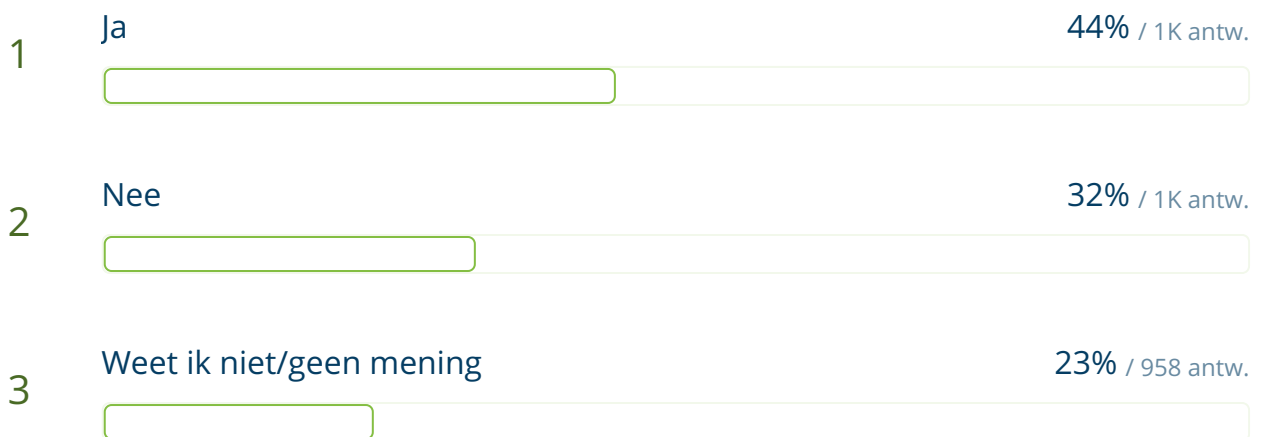 Ja 44% / 1K antw.
1
Nee 32% / 1K antw.
2
Weet ik niet/geen mening 23% / 958 antw.
3